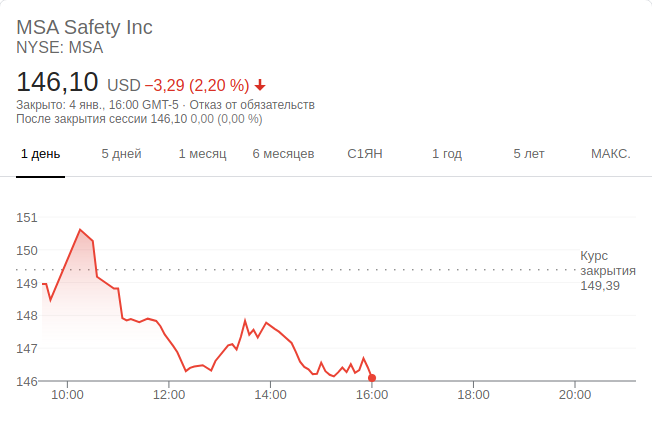 MSA Safety Inc
NYSE: MSA
146,10 USD −3,29 (2,20 %)
Закрыто: 4 янв., 16:00 GMT-5 · Отказ от обязательств
После закрытия сессии 146,10 0,00 (0,00 %)
1 день 5 дней 1 месяц 6 месяцев С1ЯН 1 год 5 лет МАКС.
151
150
Курс
закрытия
149,39
149
148
147
146
10:00 12:00 14:00 16:00 18:00 20:00